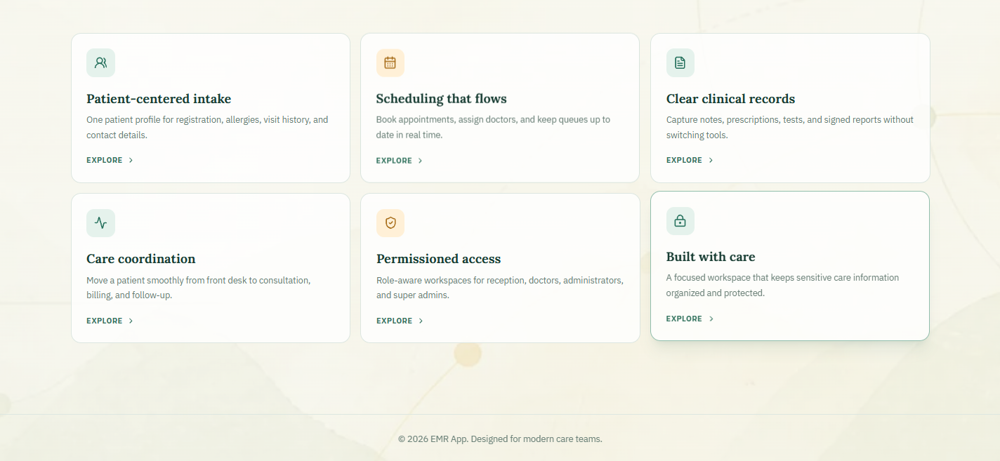 Patient-centered intake
One patient profile for registration, allergies, visit history, and
contact details.
EXPLORE
Scheduling that flows
Book appointments, assign doctors, and keep queues up to
date in real time.
EXPLORE
Clear clinical records
Capture notes, prescriptions, tests, and signed reports without
switching tools.
EXPLORE
Care coordination
Move a patient smoothly from front desk to consultation,
billing, and follow-up.
EXPLORE
Permissioned access
Role-aware workspaces for reception, doctors, administrators,
and super admins.
EXPLORE
Built with care
A focused workspace that keeps sensitive care information
organized and protected.
EXPLORE
© 2026 EMR App. Designed for modern care teams.